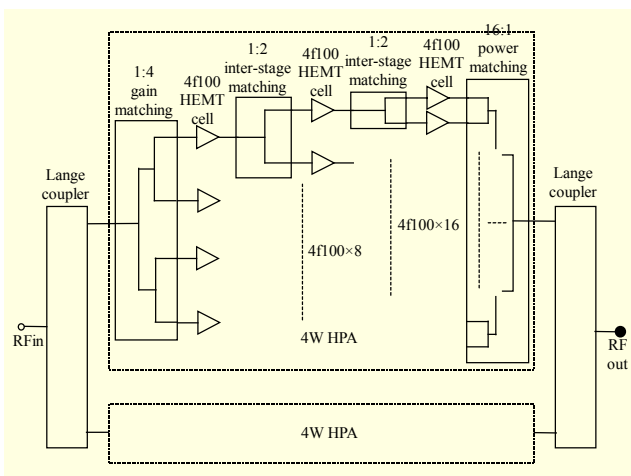 16:1
power
matching
1:4
gain
matching
4f100
HEMT
cell
1:2
inter-stage
matching
4f100
HEMT
cell
1:2
inter-stage
matching
4f100
HEMT
cell
Lange
coupler
Lange
coupler
4f100×8
4f100×16
RFin
4W HPA
RF
out
4W HPA